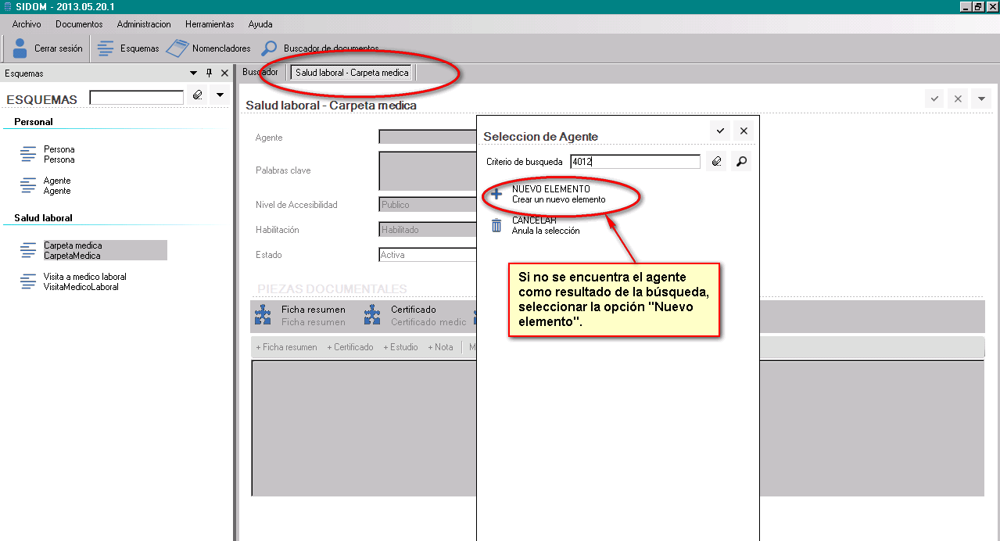 SIDOM - 2013.05.20.1
Archivo Documentos Administracion Herramientas Ayuda
Cerrar sesión Esquemas Nomencladores Buscador de documentos
Esquemas
Buscador Salud laboral - Carpeta medica
ESQUEMAS
Personal
Persona
Persona
Agente
Agente
Salud laboral
Carpeta medica
CarpetaMedica
Visita a medico laboral
VisitaMedicoLaboral
Salud laboral - Carpeta medica
Agente
Palabras clave
Nivel de Accesibilidad Publico
Habilitación Habilitado
Estado Activa
PIEZAS DOCUMENTALES
Ficha resumen Certificado
Ficha resumen Certificado medic
+ Ficha resumen + Certificado + Estudio + Nota M
Seleccion de Agente
Criterio de busqueda 4012
NUEVO ELEMENTO
Crear un nuevo elemento
CANCELAR
Anula la selección
Si no se encuentra el agente
como resultado de la búsqueda,
seleccionar la opción "Nuevo
elemento".